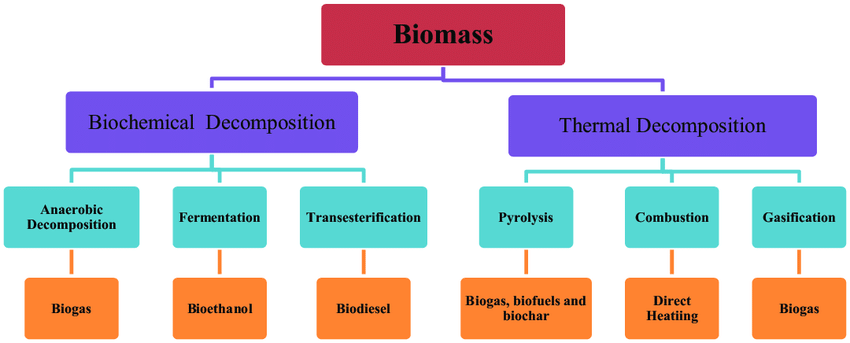 Biomass
Biochemical Decomposition
Thermal Decomposition
Anaerobic
Decomposition
Fermentation
Transesterification
Pyrolysis
Combustion
Gasification
Biogas
Bioethanol
Biodiesel
Biogas, biofuels and
biochar
Direct
Heatiing
Biogas